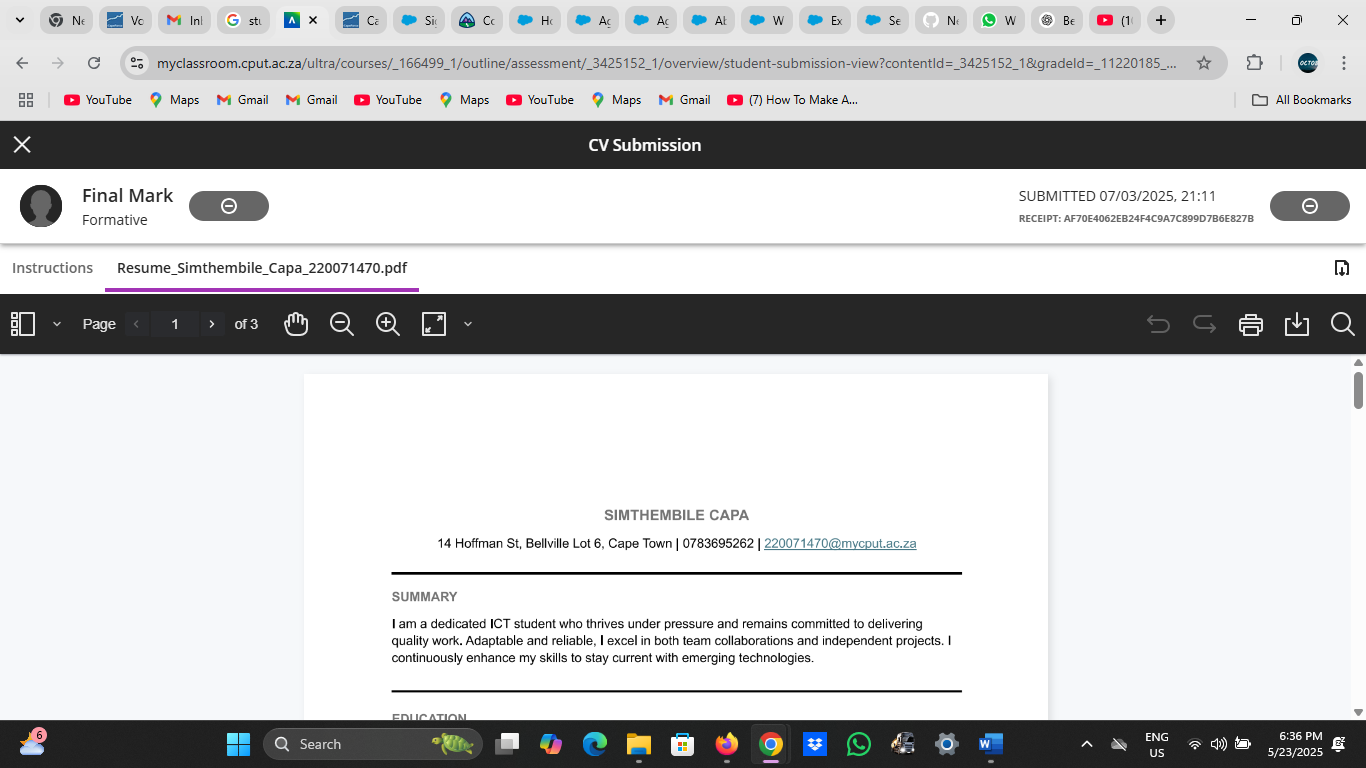 Ne
Vo
Inl
stu
Ca
Sig
Co
Ho
Ac
Ac
Al
W
Ex
Se
Ne
W
Be
(1
myclassroom.cput.ac.za/ultra/courses/_166499_1/outline/assessment/_3425152_1/overview/student-submission-view?contentId=_3425152_1&gradeId=_11220185_...
YouTube Maps Gmail Gmail YouTube Maps YouTube Maps Gmail (7) How To Make A... All Bookmarks
CV Submission
Final Mark
Formative
SUBMITTED 07/03/2025, 21:11
RECEIPT: AF70E4062EB24F4C9A7C899D7B6E827B
Instructions Resume_Simthembile_Capa_220071470.pdf
Page 1 of 3
SIMTHEMBILE CAPA
14 Hoffman St, Bellville Lot 6, Cape Town | 0783695262 | 220071470@mycput.ac.za
SUMMARY
I am a dedicated ICT student who thrives under pressure and remains committed to delivering
quality work. Adaptable and reliable, I excel in both team collaborations and independent projects. I
continuously enhance my skills to stay current with emerging technologies.
EDUCATION
6
Search
ENG
US
6:36 PM
5/23/2025